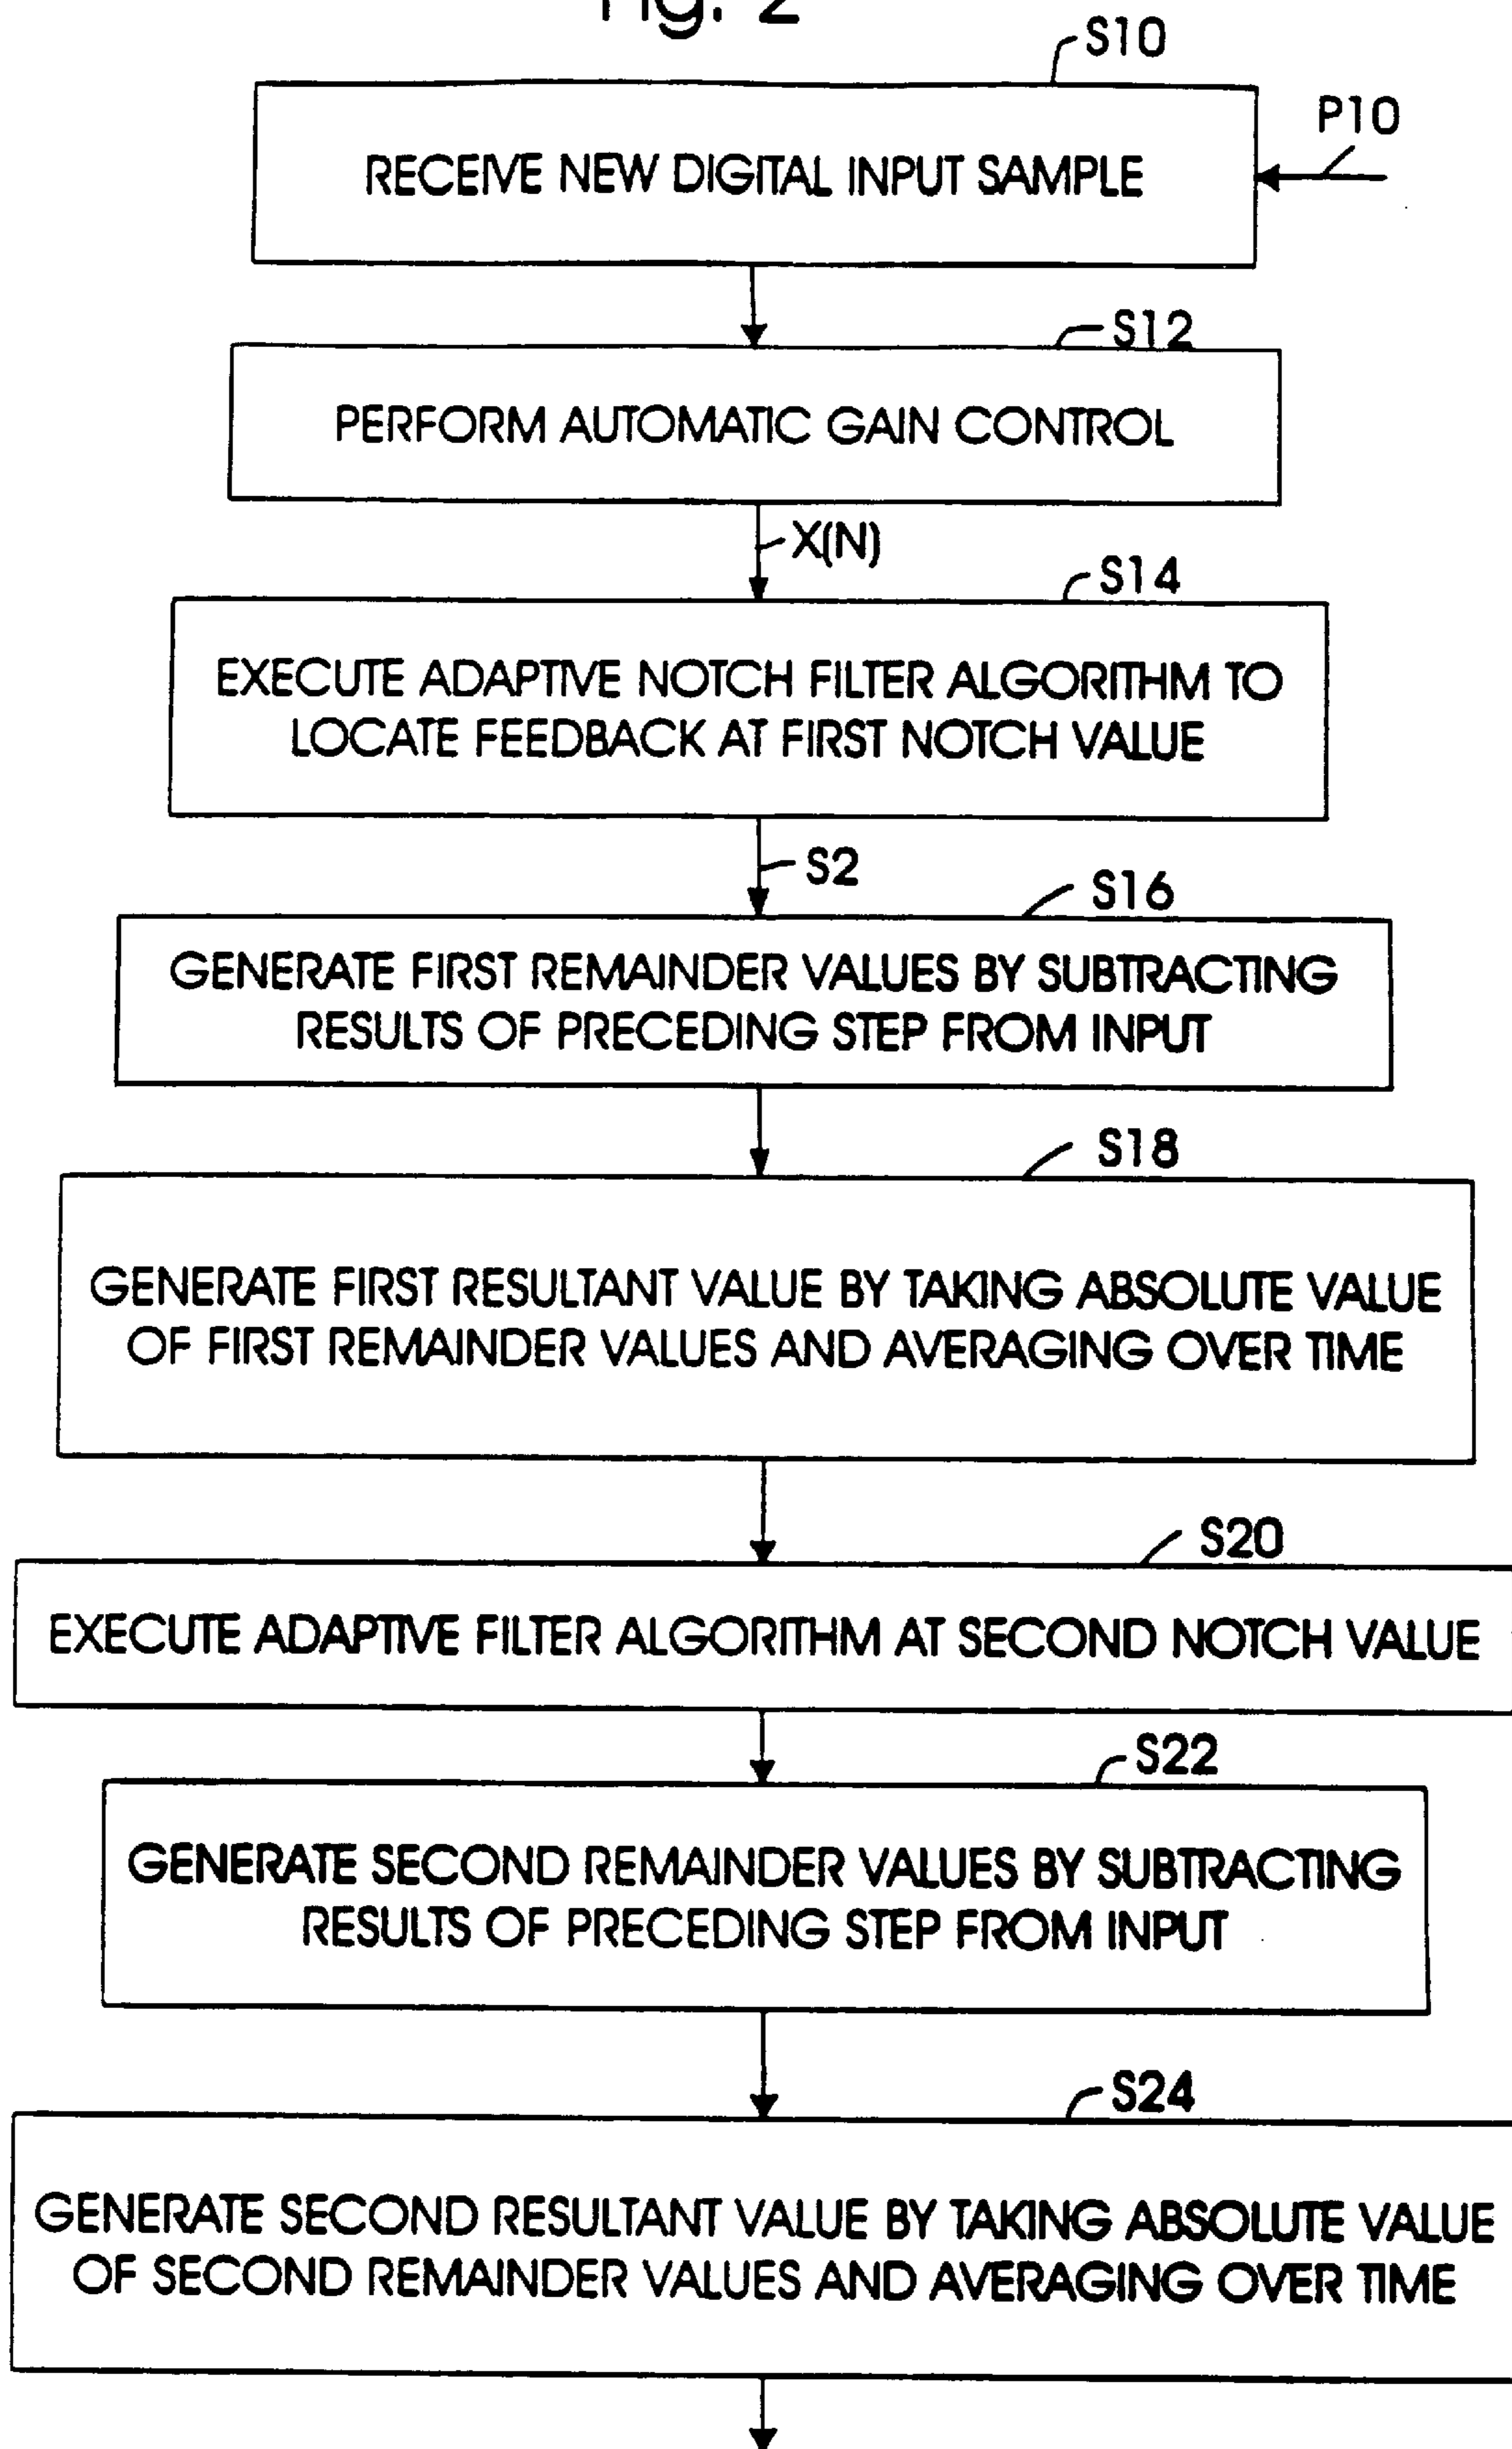 Fig. 2
S10
P10
RECEIVE NEW DIGITAL INPUT SAMPLE
S12
PERFORM AUTOMATIC GAIN CONTROL
X(N)
S14
EXECUTE ADAPTIVE NOTCH FILTER ALGORITHM TO
LOCATE FEEDBACK AT FIRST NOTCH VALUE
S2
S16
GENERATE FIRST REMAINDER VALUES BY SUBTRACTING
RESULTS OF PRECEDING STEP FROM INPUT
S18
GENERATE FIRST RESULTANT VALUE BY TAKING ABSOLUTE VALUE
OF FIRST REMAINDER VALUES AND AVERAGING OVER TIME
S20
EXECUTE ADAPTIVE FILTER ALGORITHM AT SECOND NOTCH VALUE
S22
GENERATE SECOND REMAINDER VALUES BY SUBTRACTING
RESULTS OF PRECEDING STEP FROM INPUT
S24
GENERATE SECOND RESULTANT VALUE BY TAKING ABSOLUTE VALUE
OF SECOND REMAINDER VALUES AND AVERAGING OVER TIME